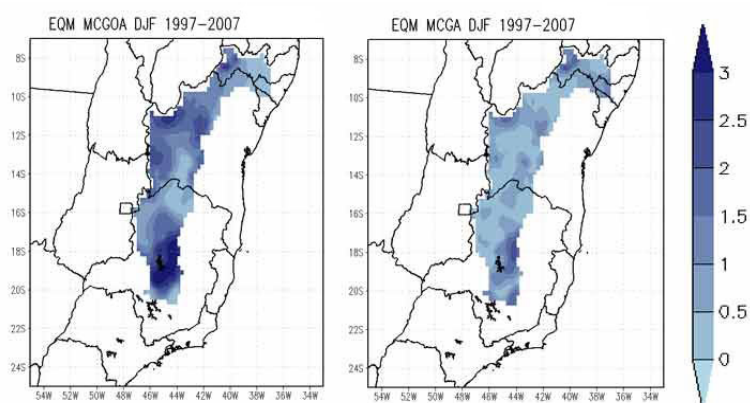 EQM MCGOA DJF 1997-2007
8S
10S
12S
14S
16S
18S
20S
22S
24S
54W 52W 50W 48W 46W 44W 42W 40W 38W 36W 34W
EQM MCGA DJF 1997-2007
8S
10S
12S
14S
16S
18S
20S
22S
24S
54W 52W 50W 48W 46W 44W 42W 40W 38W 36W 34W
3
2.5
2
1.5
1
0.5
0